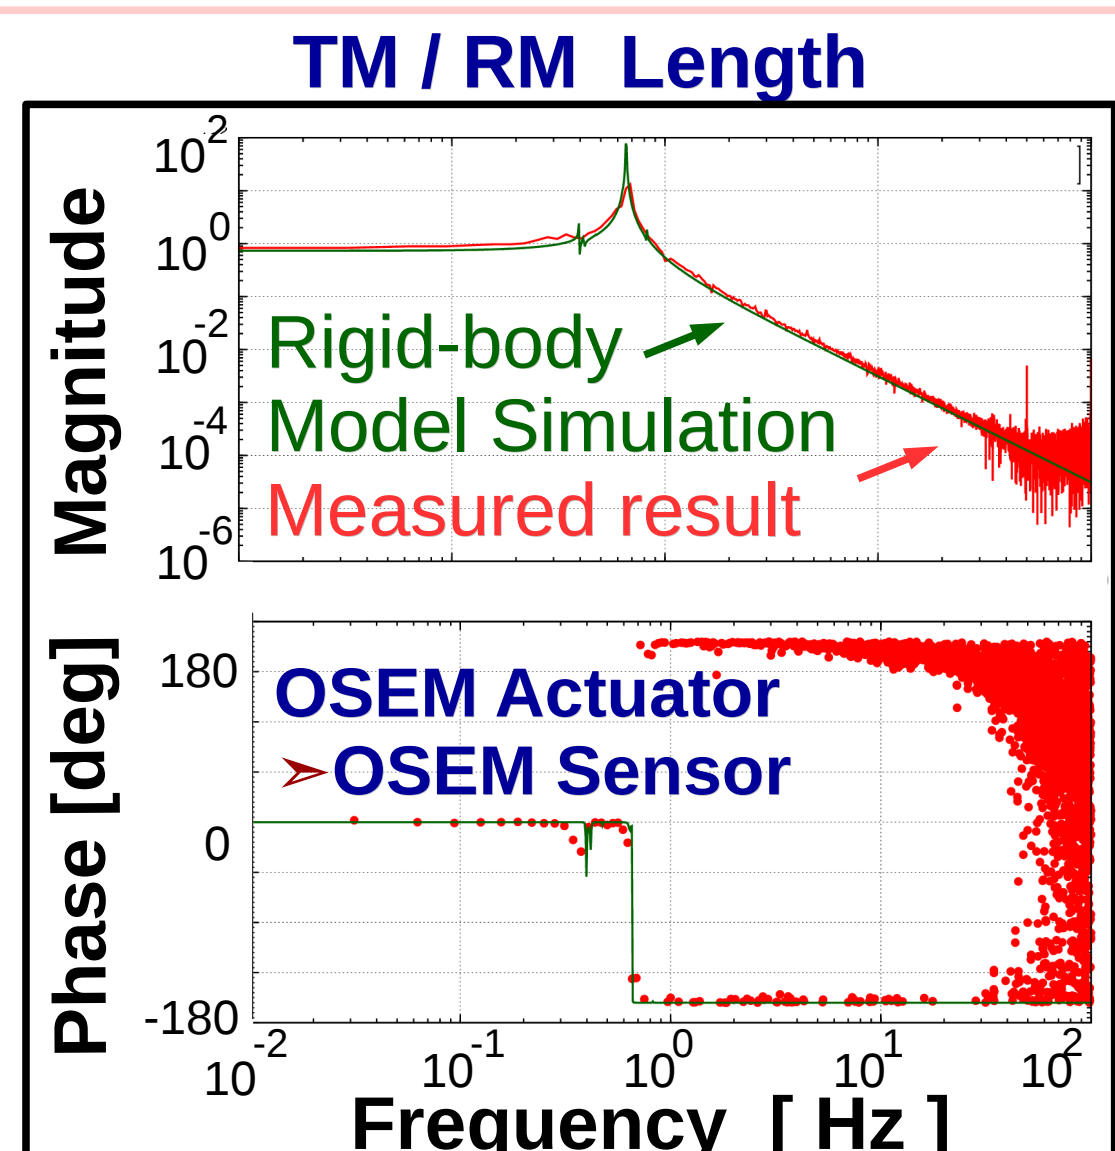 TM / RM Length
Magnitude
10^2
10^0
10^-2
10^-4
10^-6
Rigid-body
Model Simulation
Measured result
Phase [deg]
180
0
-180
OSEM Actuator
➢OSEM Sensor
10^-2 10^-1 10^0 10^1 10^2
Frequency [ Hz ]